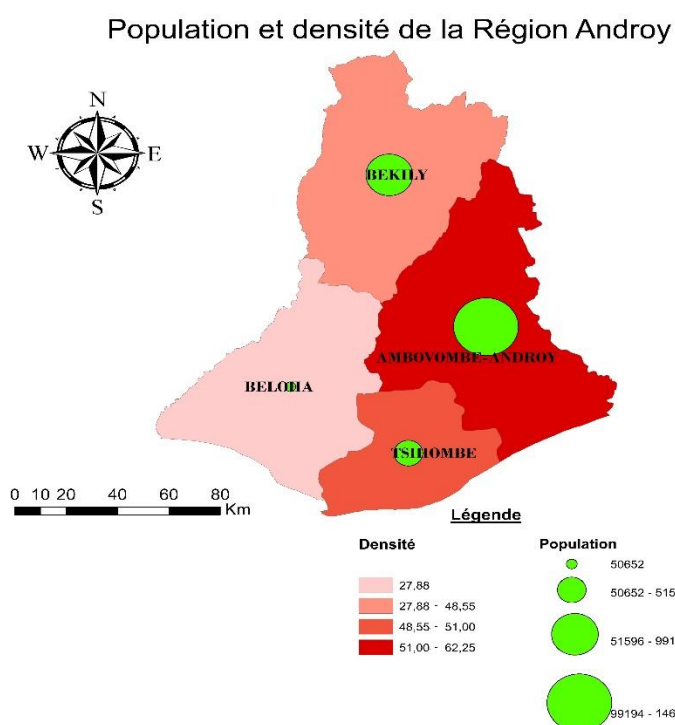 Population et densité de la Région Androy
N
W E
S
BEKILY
AMBOVOMBE-ANDROY
BELOHA
TSIHOMBE
0 10 20 40 60 80
Km
Légende
Densité
27,88
27,88 - 48,55
48,55 - 51,00
51,00 - 62,25
Population
50652
50652 - 515
51596 - 991
99194 - 146